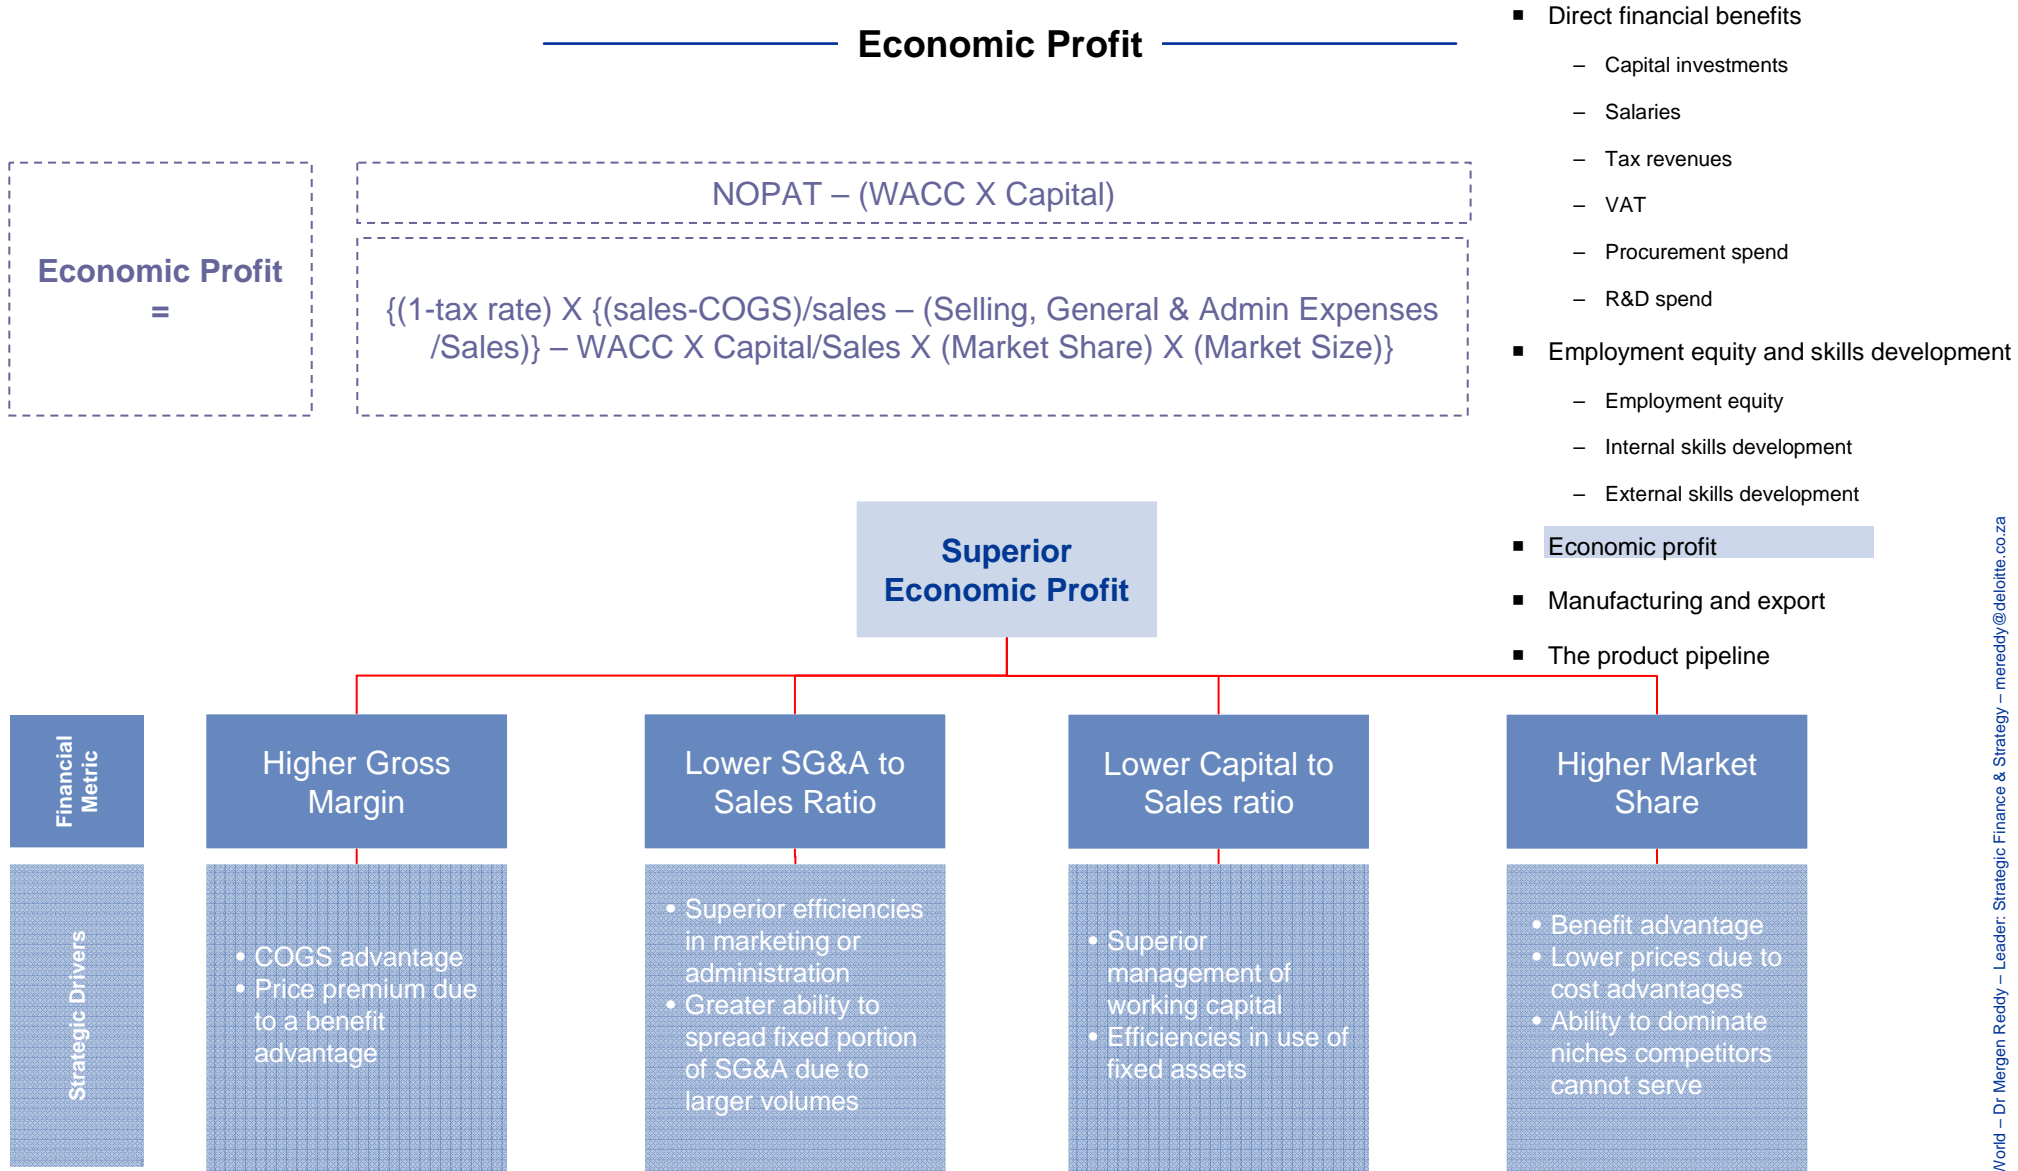 Economic Profit
Economic Profit
=
NOPAT – (WACC X Capital)
{(1-tax rate) X {(sales-COGS)/sales – (Selling, General & Admin Expenses
/Sales)} – WACC X Capital/Sales X (Market Share) X (Market Size)}
▪ Direct financial benefits
– Capital investments
– Salaries
– Tax revenues
– VAT
– Procurement spend
– R&D spend
▪ Employment equity and skills development
– Employment equity
– Internal skills development
– External skills development
▪ Economic profit
▪ Manufacturing and export
▪ The product pipeline
Superior
Economic Profit
Financial
Metric
Higher Gross
Margin
Lower SG&A to
Sales Ratio
Lower Capital to
Sales ratio
Higher Market
Share
Strategic Drivers
• COGS advantage
• Price premium due
to a benefit
advantage
• Superior efficiencies
in marketing or
administration
• Greater ability to
spread fixed portion
of SG&A due to
larger volumes
• Superior
management of
working capital
• Efficiencies in use of
fixed assets
• Benefit advantage
• Lower prices due to
cost advantages
• Ability to dominate
niches competitors
cannot serve
World – Dr Mergen Reddy – Leader: Strategic Finance & Strategy – mereddy@deloitte.co.za